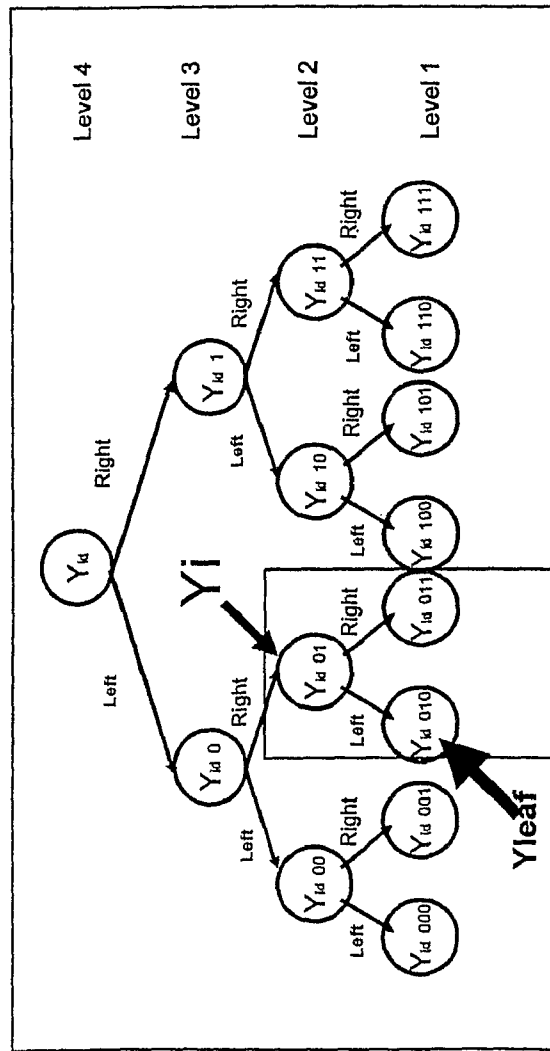 Level 4
Level 3
Level 2
Level 1
Yid
Left
Right
Yid 0
Yid 1
Yi
Left
Right
Left
Right
Yid 00
Yid 01
Yid 10
Yid 11
Left
Right
Left
Right
Left
Right
Left
Right
Yid 000
Yid 001
Yid 010
Yid 011
Yid 100
Yid 101
Yid 110
Yid 111
Yleaf